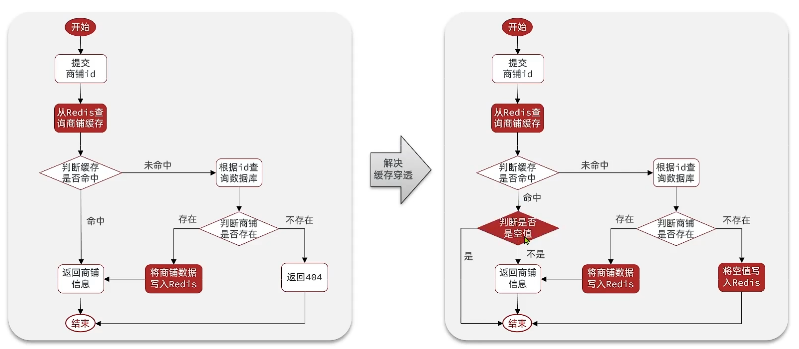 开始
提交
商铺id
从Redis查
询商铺缓存
判断缓存
是否命中
未命中
根据id查
询数据库
命中
存在
判断商铺
是否存在
不存在
返回商铺
信息
将商铺数据
写入Redis
返回404
结束
解决
缓存穿透
开始
提交
商铺id
从Redis查
询商铺缓存
判断缓存
是否命中
未命中
根据id查
询数据库
命中
判断是否
是空值
存在
判断商铺
是否存在
不存在
是
不是
返回商铺
信息
将商铺数据
写入Redis
将空值写
入Redis
结束